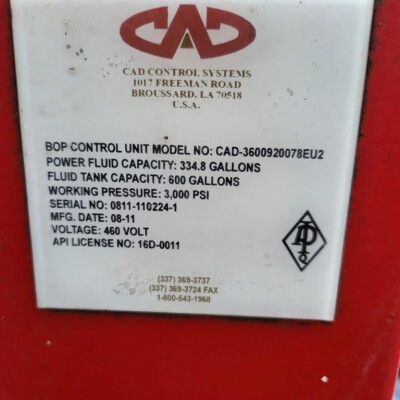 CAD
CAD CONTROL SYSTEMS
1017 FREEMAN ROAD
BROUSSARD, LA 70518
U.S.A.
BOP CONTROL UNIT MODEL NO: CAD-3600920078EU2
POWER FLUID CAPACITY: 334.8 GALLONS
FLUID TANK CAPACITY: 600 GALLONS
WORKING PRESSURE: 3,000 PSI
SERIAL NO: 0811-110224-1
MFG. DATE: 08-11
VOLTAGE: 460 VOLT
API LICENSE NO: 16D-0011
(337) 369-3737
(337) 369-3724 FAX
1-800-543-1968